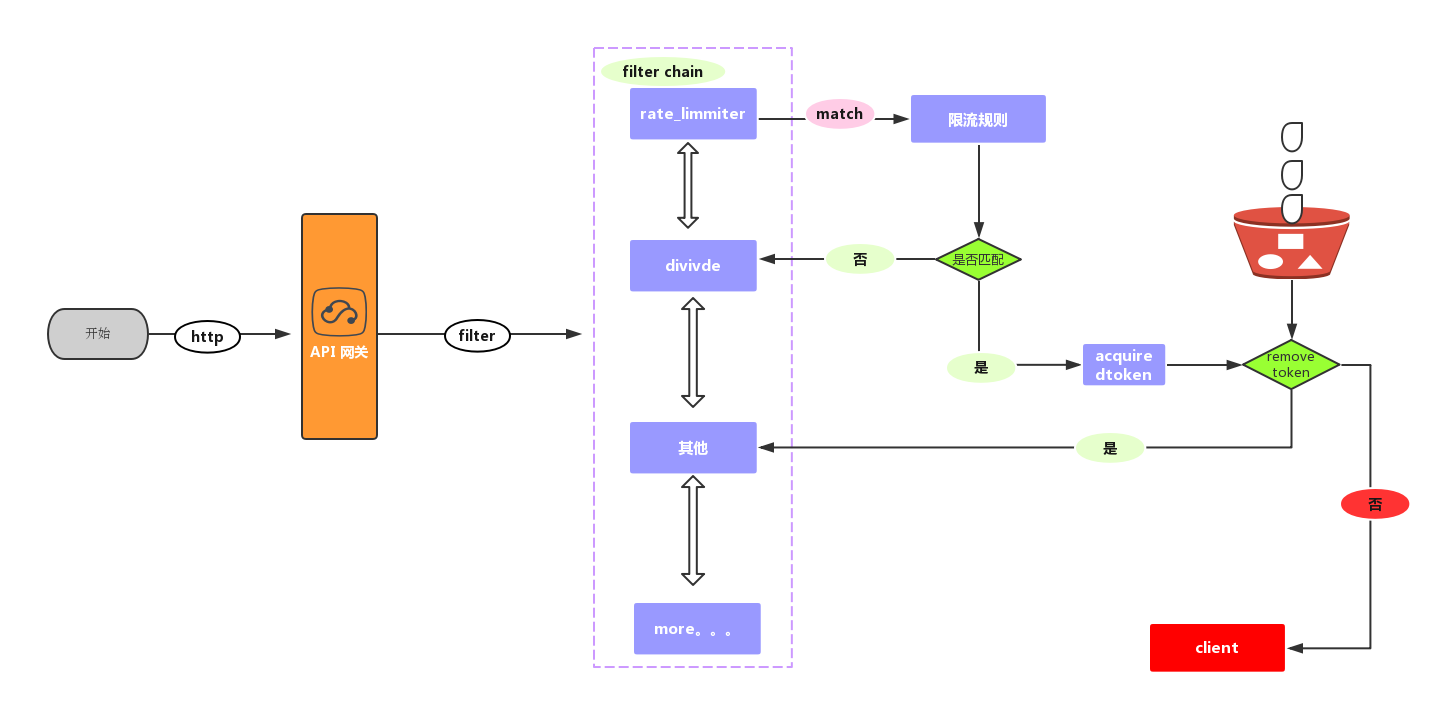 filter chain
rate_limmiter
match
限流规则
divivde
否
是否匹配
开始
http
API 网关
filter
是
acquire
dtoken
remove
token
其他
是
否
more。。。
client